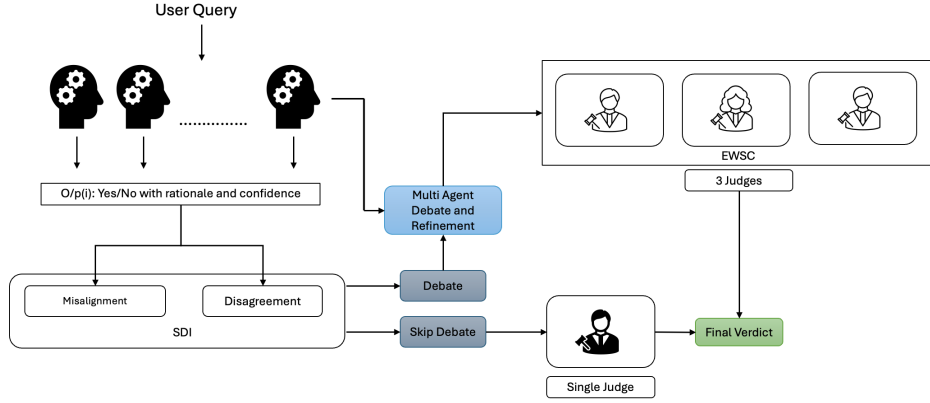 User Query
O/p(i): Yes/No with rationale and confidence
Misalignment
Disagreement
SDI
Multi Agent
Debate and
Refinement
Debate
Skip Debate
EWSC
3 Judges
Single Judge
Final Verdict